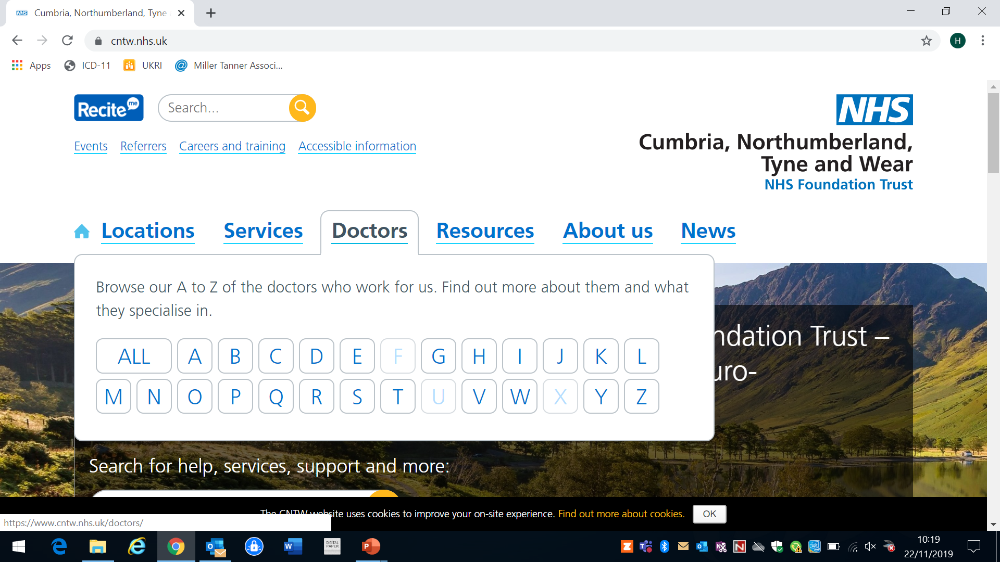 NHS Cumbria, Northumberland, Tyne
cntw.nhs.uk
H
Apps ICD-11 UKRI Miller Tanner Associ...
Recite me
Search...
NHS
Events Referrers Careers and training Accessible information
Cumbria, Northumberland,
Tyne and Wear
NHS Foundation Trust
Locations Services Doctors Resources About us News
Browse our A to Z of the doctors who work for us. Find out more about them and what
they specialise in.
ALL A B C D E F G H I J K L
M N O P Q R S T U V W X Y Z
ndation Trust –
uro-
Search for help, services, support and more:
The CNTW website uses cookies to improve your on-site experience. Find out more about cookies. OK
https://www.cntw.nhs.uk/doctors/
DIGITAL
PAPER
10:19
22/11/2019